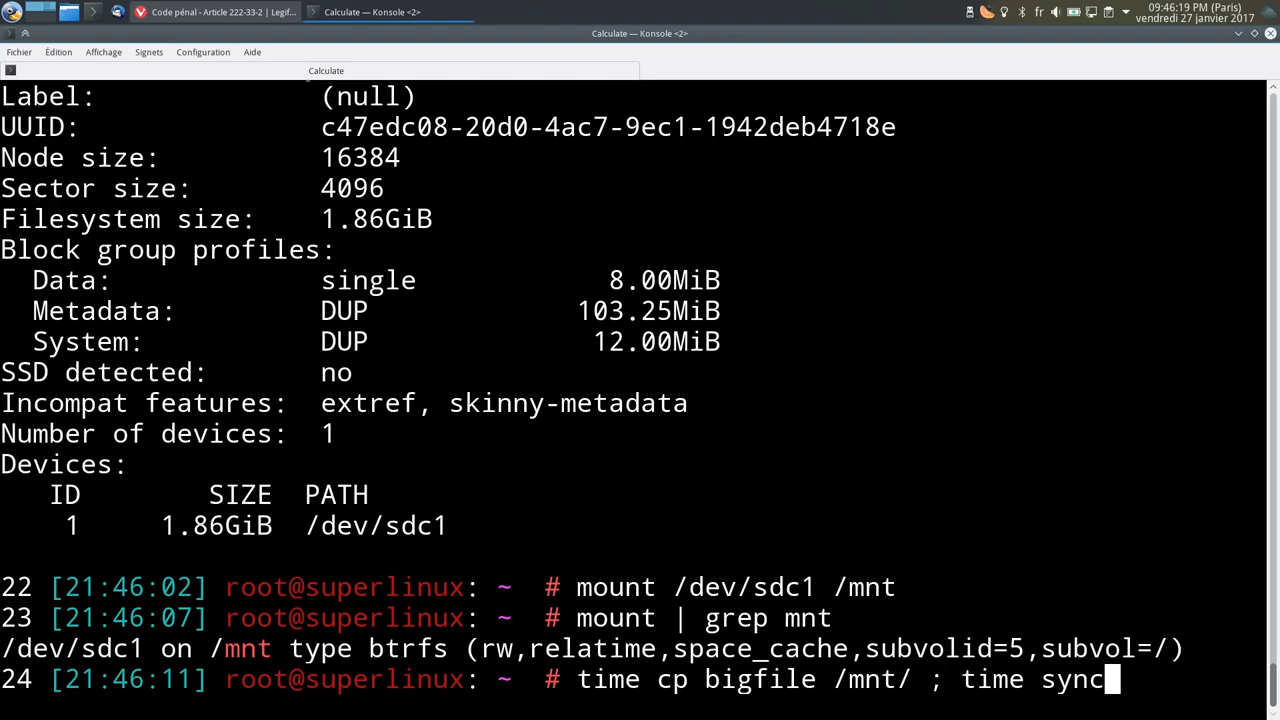 Code pénal - Article 222-33-2 | Legif...
Calculate — Konsole <2>
fr
09:46:19 PM (Paris)
vendredi 27 janvier 2017
Calculate — Konsole <2>
Fichier Édition Affichage Signets Configuration Aide
Calculate
Label: (null)
UUID: c47edc08-20d0-4ac7-9ec1-1942deb4718e
Node size: 16384
Sector size: 4096
Filesystem size: 1.86GiB
Block group profiles:
Data: single 8.00MiB
Metadata: DUP 103.25MiB
System: DUP 12.00MiB
SSD detected: no
Incompat features: extref, skinny-metadata
Number of devices: 1
Devices:
ID SIZE PATH
1 1.86GiB /dev/sdc1
22 [21:46:02] root@superlinux: ~ # mount /dev/sdc1 /mnt
23 [21:46:07] root@superlinux: ~ # mount | grep mnt
/dev/sdc1 on /mnt type btrfs (rw,relatime,space_cache,subvolid=5,subvol=/)
24 [21:46:11] root@superlinux: ~ # time cp bigfile /mnt/ ; time sync